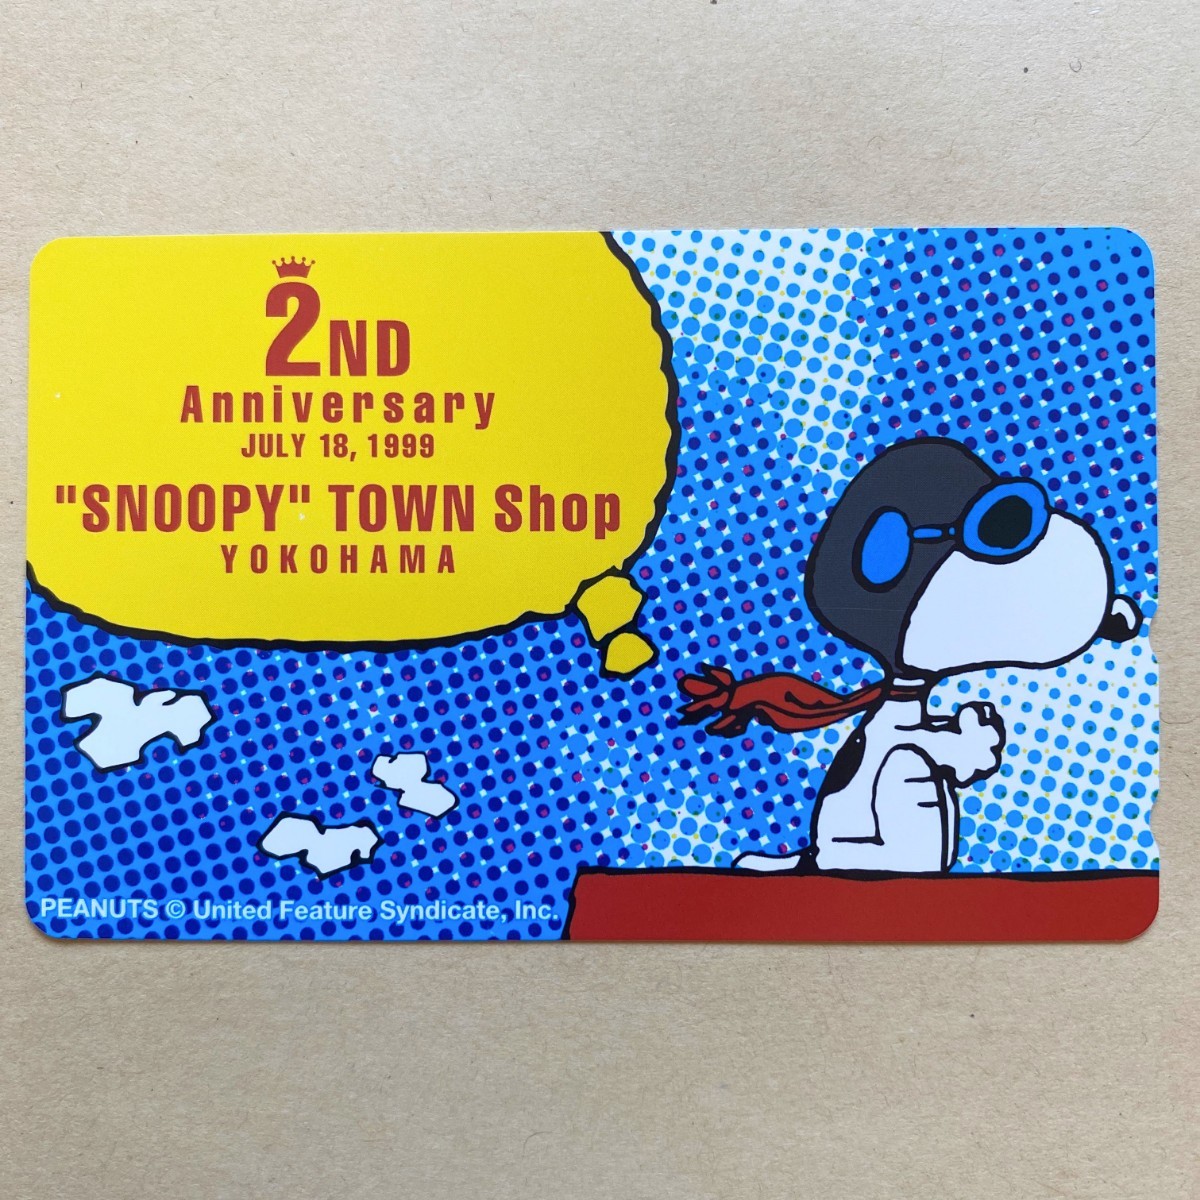 2ND
Anniversary
JULY 18, 1999
"SNOOPY" TOWN Shop
YOKOHAMA
PEANUTS © United Feature Syndicate, Inc.